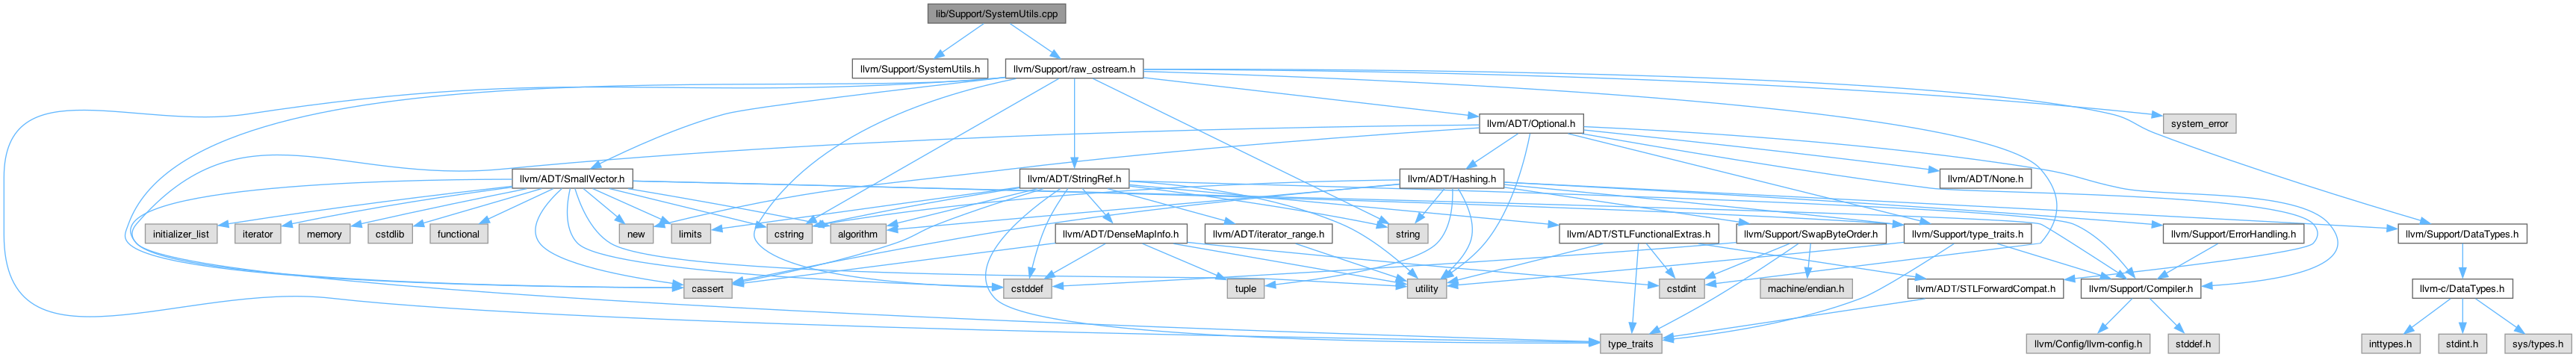 lib/Support/SystemUtils.cpp
llvm/Support/SystemUtils.h
llvm/Support/raw_ostream.h
llvm/ADT/Optional.h
system_error
llvm/ADT/SmallVector.h
llvm/ADT/StringRef.h
llvm/ADT/Hashing.h
llvm/ADT/None.h
initializer_list
iterator
memory
cstdlib
functional
new
limits
cstring
algorithm
llvm/ADT/DenseMapInfo.h
llvm/ADT/iterator_range.h
string
llvm/ADT/STLFunctionalExtras.h
llvm/Support/SwapByteOrder.h
llvm/Support/type_traits.h
llvm/Support/ErrorHandling.h
llvm/Support/DataTypes.h
cassert
cstddef
tuple
utility
cstdint
machine/endian.h
llvm/ADT/STLForwardCompat.h
llvm/Support/Compiler.h
llvm-c/DataTypes.h
type_traits
llvm/Config/llvm-config.h
stddef.h
inttypes.h
stdint.h
sys/types.h